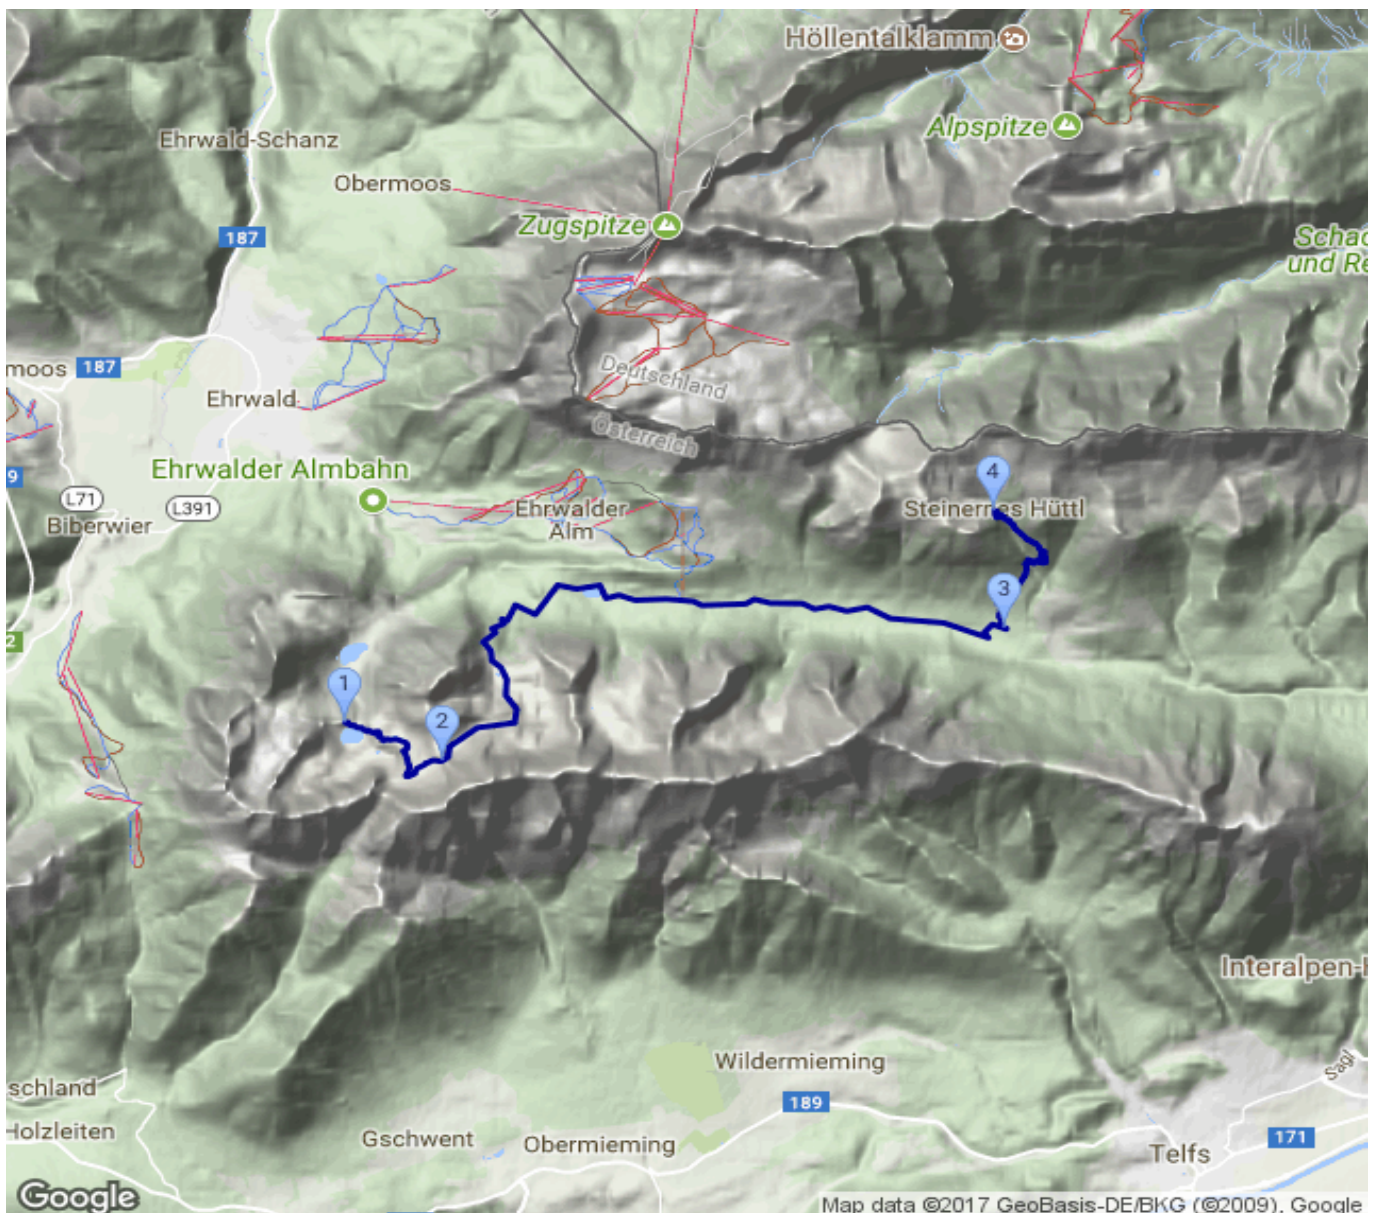 Höllentalklamm
Alpspitze
Ehrwald-Schanz
Obermoos
Zugspitze
187
Schac
und Re
moos 187
Deutschland
Ehrwald
Österreich
Ehrwalder Almbahn
4
9
L71
L391
Biberwier
Ehrwalder
Alm
Steinernes Hüttl
3
2
1
2
Interalpen-H
Wildermieming
Sagl
schland
189
Holzleiten
Gschwent
Obermieming
171
Telfs
Google
Map data ©2017 GeoBasis-DE/BKG (©2009), Google